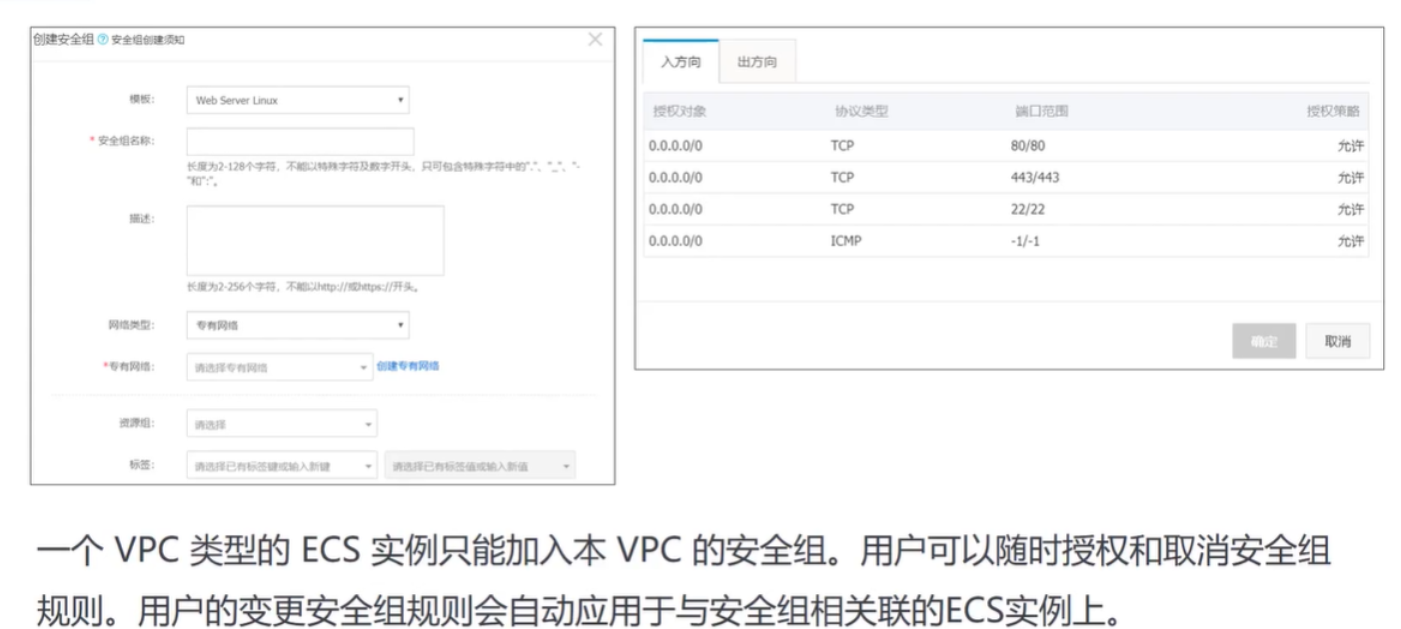 创建安全组 ? 安全组创建须知
模板: Web Server Linux
* 安全组名称:
长度为2-128个字符，不能以特殊字符及数字开头，只可包含特殊字符中的"."、"_"、"-
"和":"。
描述:
长度为2-256个字符，不能以http://或https://开头。
网络类型: 专有网络
*专有网络: 请选择专有网络 创建专有网络
资源组: 请选择
标签: 请选择已有标签键或输入新键 请选择已有标签值或输入新值
入方向 出方向
授权对象 协议类型 端口范围 授权策略
0.0.0.0/0 TCP 80/80 允许
0.0.0.0/0 TCP 443/443 允许
0.0.0.0/0 TCP 22/22 允许
0.0.0.0/0 ICMP -1/-1 允许
确定 取消
一个 VPC 类型的 ECS 实例只能加入本 VPC 的安全组。用户可以随时授权和取消安全组
规则。用户的变更安全组规则会自动应用于与安全组相关联的ECS实例上。